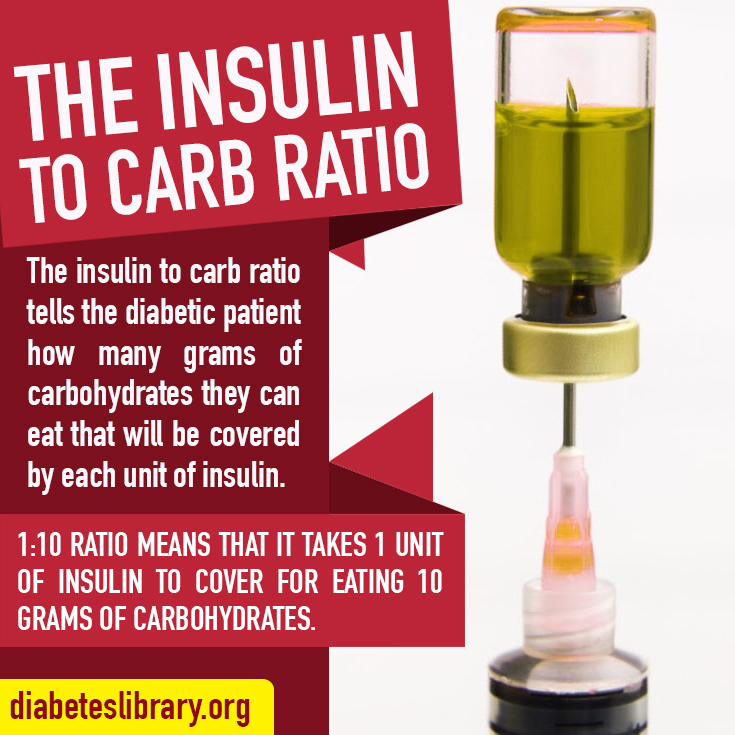 THE INSULIN
TO CARB RATIO
The insulin to carb ratio
tells the diabetic patient
how many grams of
carbohydrates they can
eat that will be covered
by each unit of insulin.
1:10 RATIO MEANS THAT IT TAKES 1 UNIT
OF INSULIN TO COVER FOR EATING 10
GRAMS OF CARBOHYDRATES.
diabeteslibrary.org